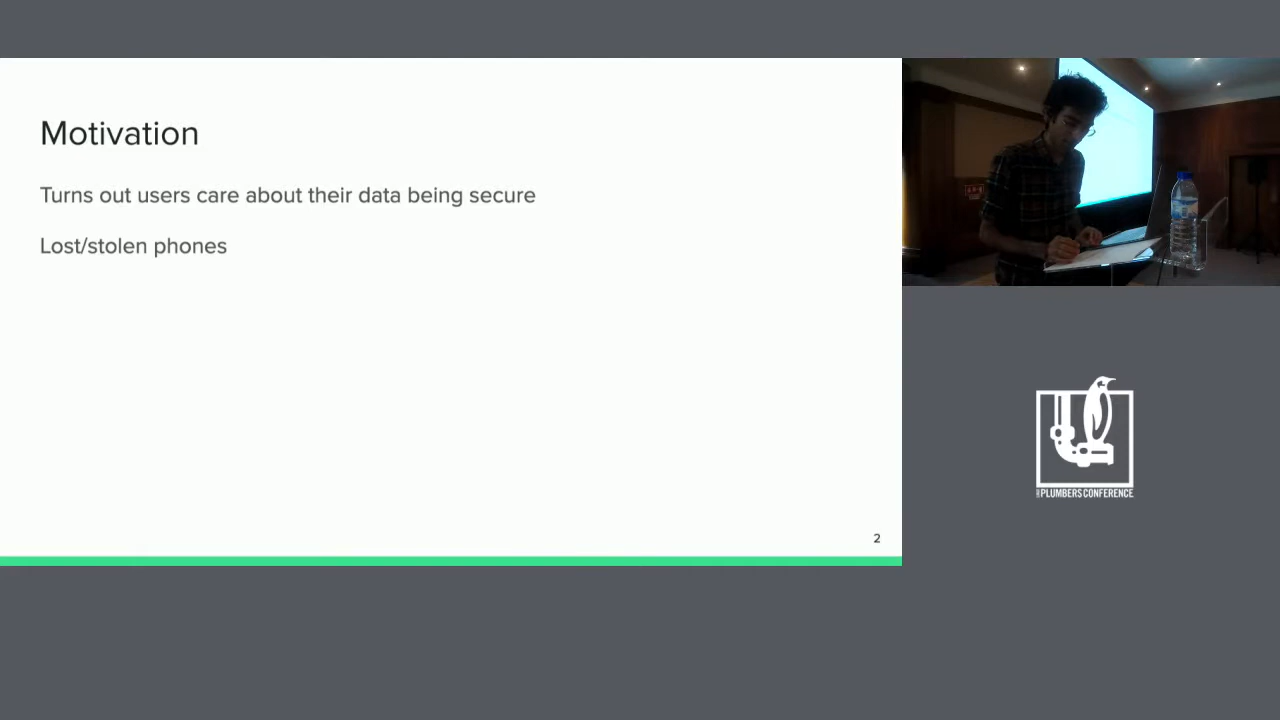 Motivation
Turns out users care about their data being secure
Lost/stolen phones
2
PLUMBERS CONFERENCE